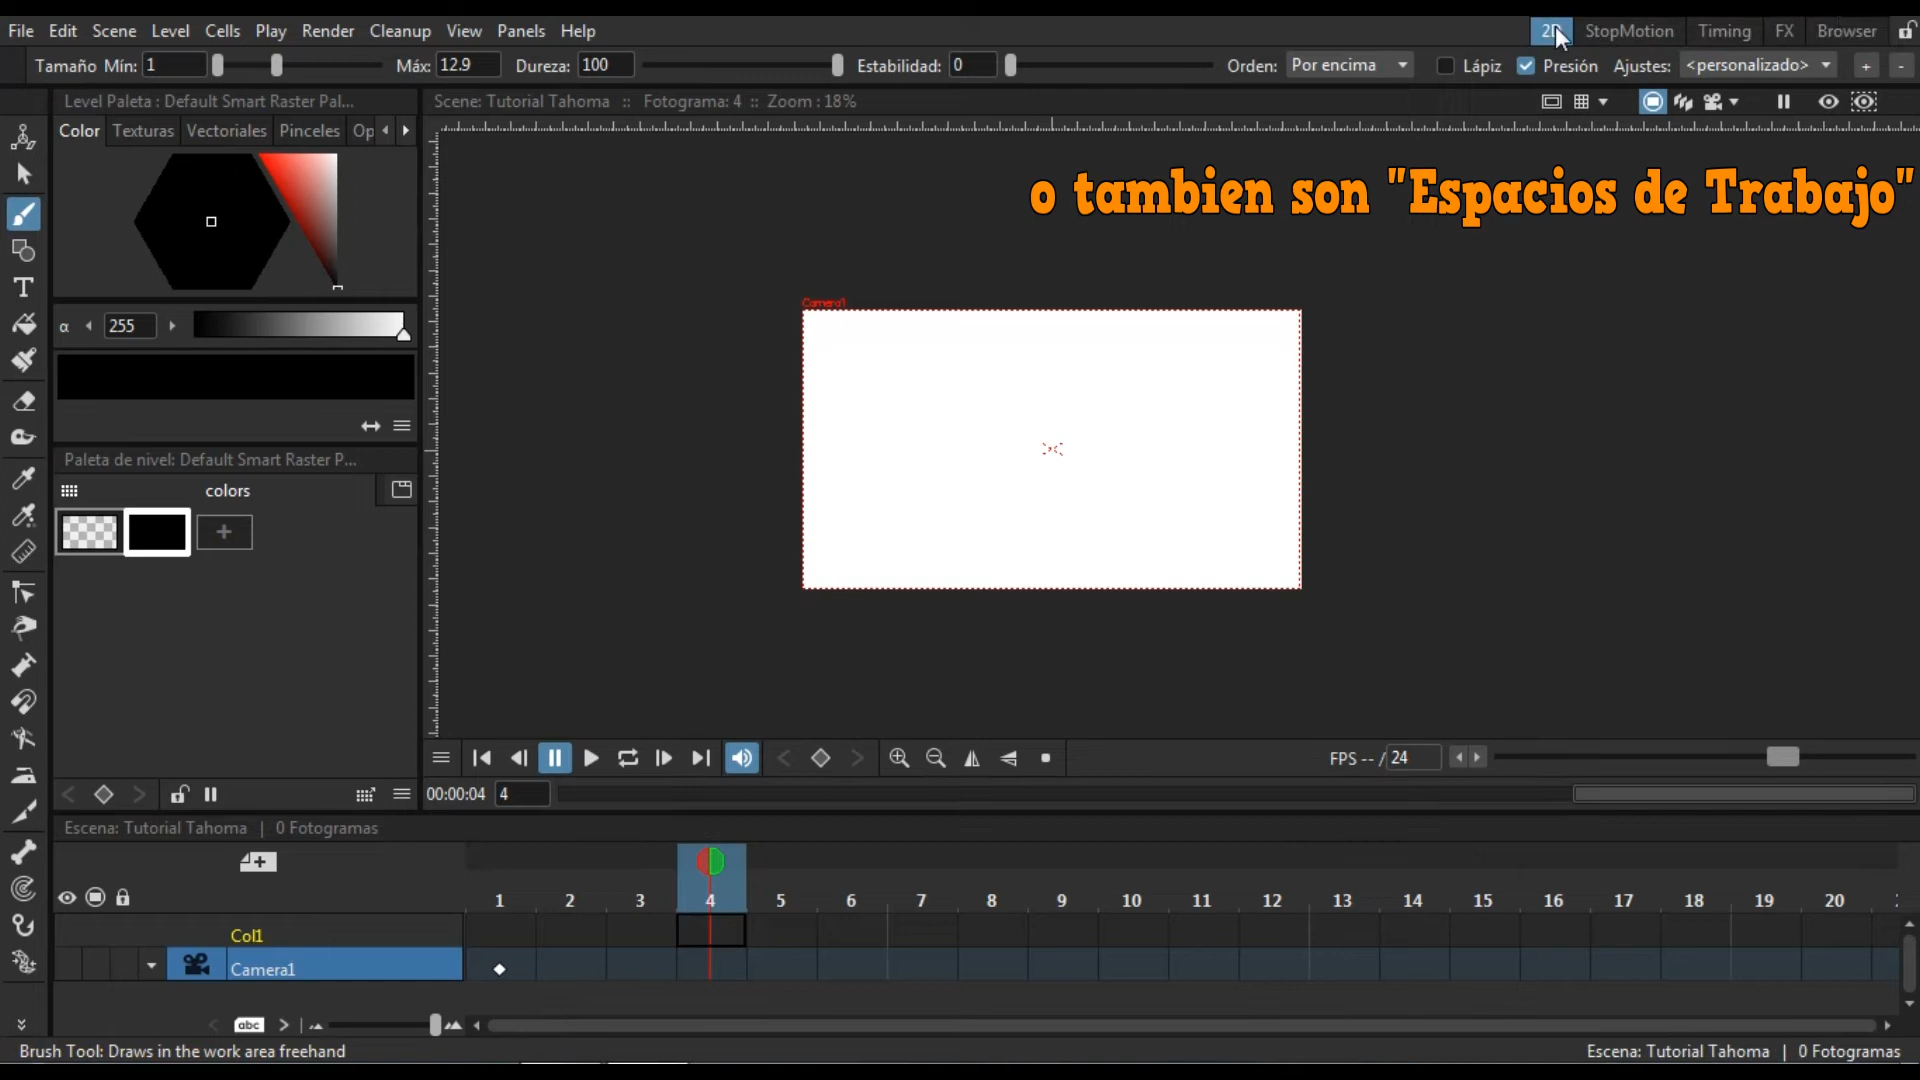 File Edit Scene Level Cells Play Render Cleanup View Panels Help
2D StopMotion Timing FX Browser
Tamaño Mín: 1 Máx: 12.9 Dureza: 100 Estabilidad: 0 Orden: Por encima Lápiz Presión Ajustes: <personalizado> + -
Level Paleta : Default Smart Raster Pal...
Scene: Tutorial Tahoma :: Fotograma: 4 :: Zoom : 18%
Color Texturas Vectoriales Pinceles Op
o tambien son "Espacios de Trabajo"
Camera1
α 255
Paleta de nivel: Default Smart Raster P...
colors
+
FPS -- / 24
00:00:04 4
Escena: Tutorial Tahoma | 0 Fotogramas
1 2 3 4 5 6 7 8 9 10 11 12 13 14 15 16 17 18 19 20
Col1
Camera1
abc
Brush Tool: Draws in the work area freehand
Escena: Tutorial Tahoma | 0 Fotogramas